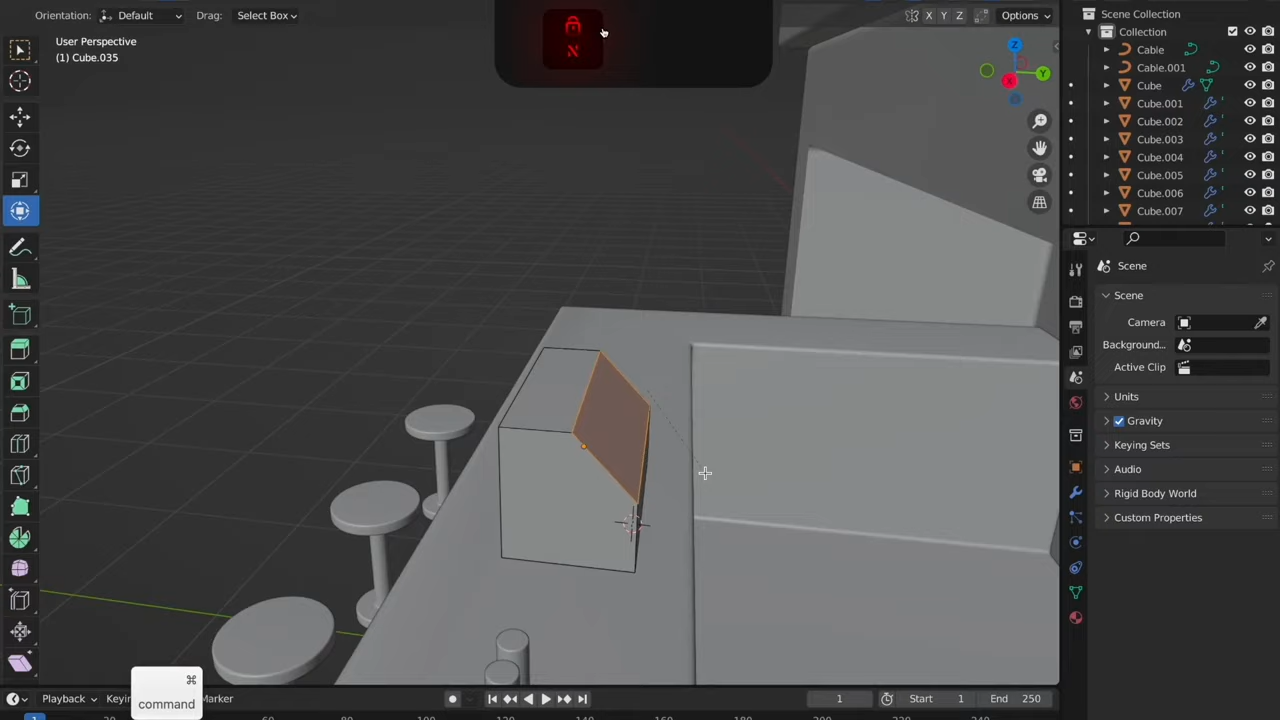 Orientation: Default Drag: Select Box
X Y Z Options
User Perspective
(1) Cube.035
Z
Y
X
Scene Collection
Collection
Cable
Cable.001
Cube
Cube.001
Cube.002
Cube.003
Cube.004
Cube.005
Cube.006
Cube.007
Scene
Scene
Camera
Background...
Active Clip
Units
Gravity
Keying Sets
Audio
Rigid Body World
Custom Properties
⌘
command
Playback Marker
1 Start 1 End 250
1